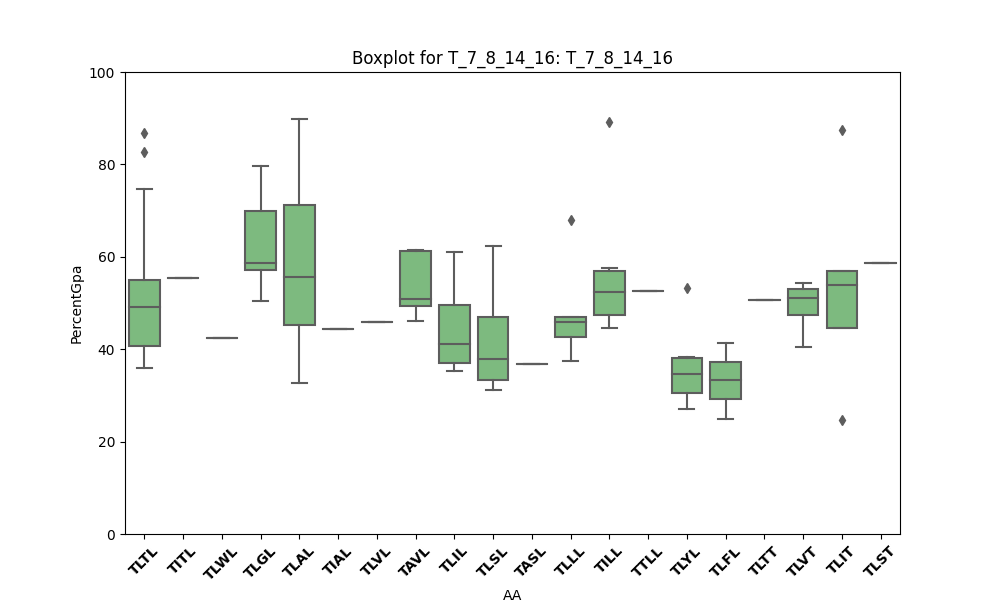 Boxplot for T_7_8_14_16: T_7_8_14_16
100
80
60
40
20
0
PercentGpa
TLTL TITL TLWL TLGL TLAL TIAL TLVL TAVL TLIL TLSL TASL TLLL TILL TTLL TLYL TLFL TLTT TLVT TLIT TLST
AA